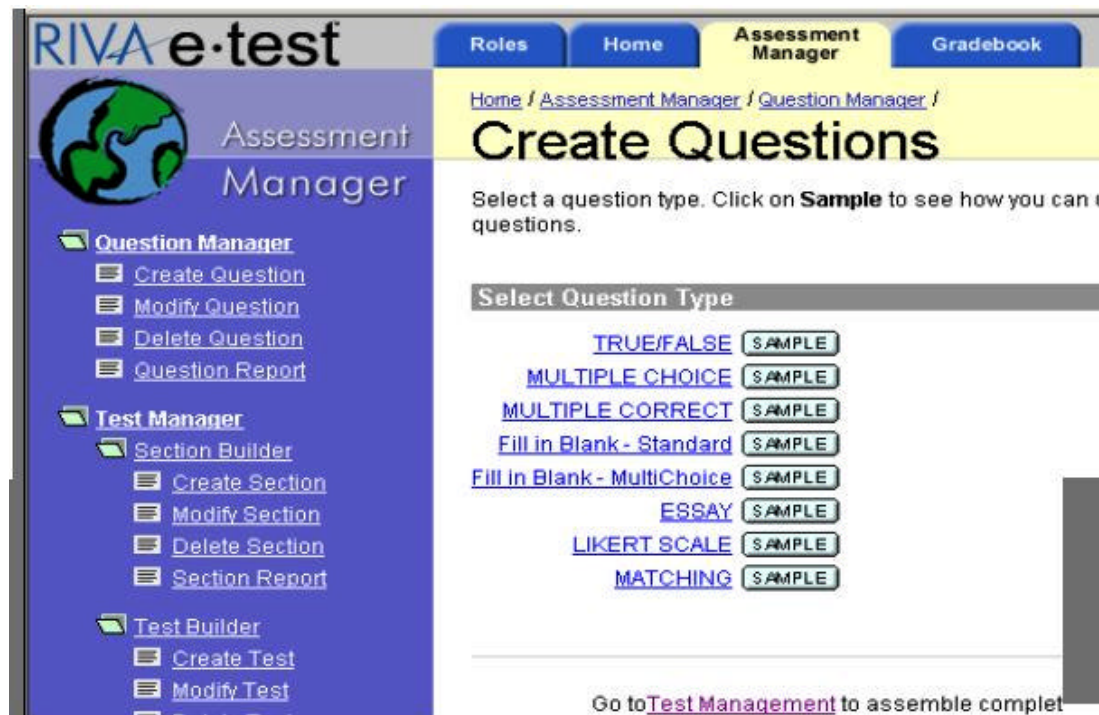 RIVA e·test
Roles
Home
Assessment
Manager
Gradebook
Assessment
Manager
Question Manager
Create Question
Modify Question
Delete Question
Question Report
Test Manager
Section Builder
Create Section
Modify Section
Delete Section
Section Report
Test Builder
Create Test
Modify Test
Home / Assessment Manager / Question Manager /
Create Questions
Select a question type. Click on Sample to see how you can
questions.
Select Question Type
TRUE/FALSE SAMPLE
MULTIPLE CHOICE SAMPLE
MULTIPLE CORRECT SAMPLE
Fill in Blank - Standard SAMPLE
Fill in Blank - MultiChoice SAMPLE
ESSAY SAMPLE
LIKERT SCALE SAMPLE
MATCHING SAMPLE
Go to Test Management to assemble complet